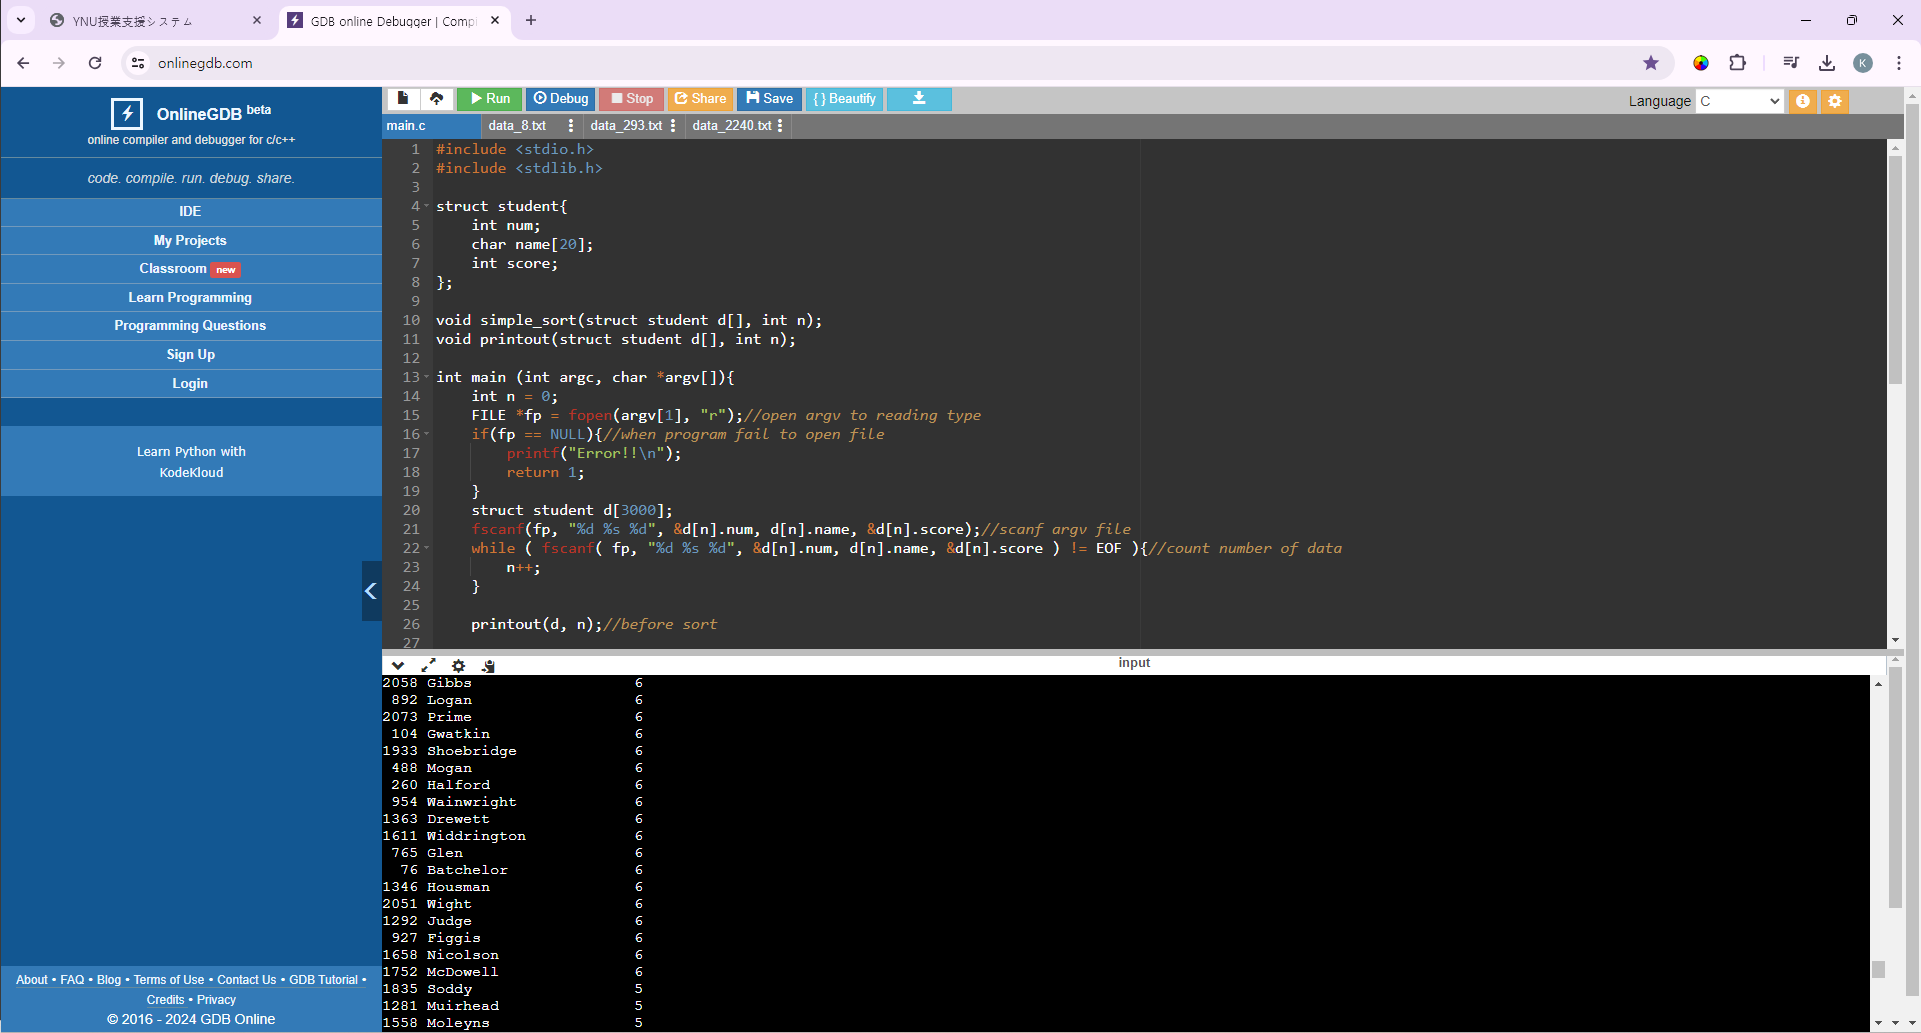 YNU授業支援システム
GDB online Debugger | Compi
onlinegdb.com
K
OnlineGDB beta
online compiler and debugger for c/c++
code. compile. run. debug. share.
IDE
My Projects
Classroom new
Learn Programming
Programming Questions
Sign Up
Login
Learn Python with
KodeKloud
About • FAQ • Blog • Terms of Use • Contact Us • GDB Tutorial •
Credits • Privacy
© 2016 - 2024 GDB Online
Run Debug Stop Share Save { } Beautify
Language C
main.c data_8.txt data_293.txt data_2240.txt
1 #include <stdio.h>
2 #include <stdlib.h>
3
4 struct student{
5 int num;
6 char name[20];
7 int score;
8 };
9
10 void simple_sort(struct student d[], int n);
11 void printout(struct student d[], int n);
12
13 int main (int argc, char *argv[]){
14 int n = 0;
15 FILE *fp = fopen(argv[1], "r");//open argv to reading type
16 if(fp == NULL){//when program fail to open file
17 printf("Error!!\n");
18 return 1;
19 }
20 struct student d[3000];
21 fscanf(fp, "%d %s %d", &d[n].num, d[n].name, &d[n].score);//scanf argv file
22 while ( fscanf( fp, "%d %s %d", &d[n].num, d[n].name, &d[n].score ) != EOF ){//count number of data
23 n++;
24 }
25
26 printout(d, n);//before sort
27
input
2058 Gibbs 6
892 Logan 6
2073 Prime 6
104 Gwatkin 6
1933 Shoebridge 6
488 Mogan 6
260 Halford 6
954 Wainwright 6
1363 Drewett 6
1611 Widdrington 6
765 Glen 6
76 Batchelor 6
1346 Housman 6
2051 Wight 6
1292 Judge 6
927 Figgis 6
1658 Nicolson 6
1752 McDowell 6
1835 Soddy 5
1281 Muirhead 5
1558 Moleyns 5